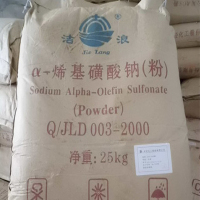 洁浪
Jie Lang
α-烯基磺酸钠(粉)
Sodium Alpha-Olefin Sulfonate
(Powder)
Q/JLD 003-2000
净重: 25kg